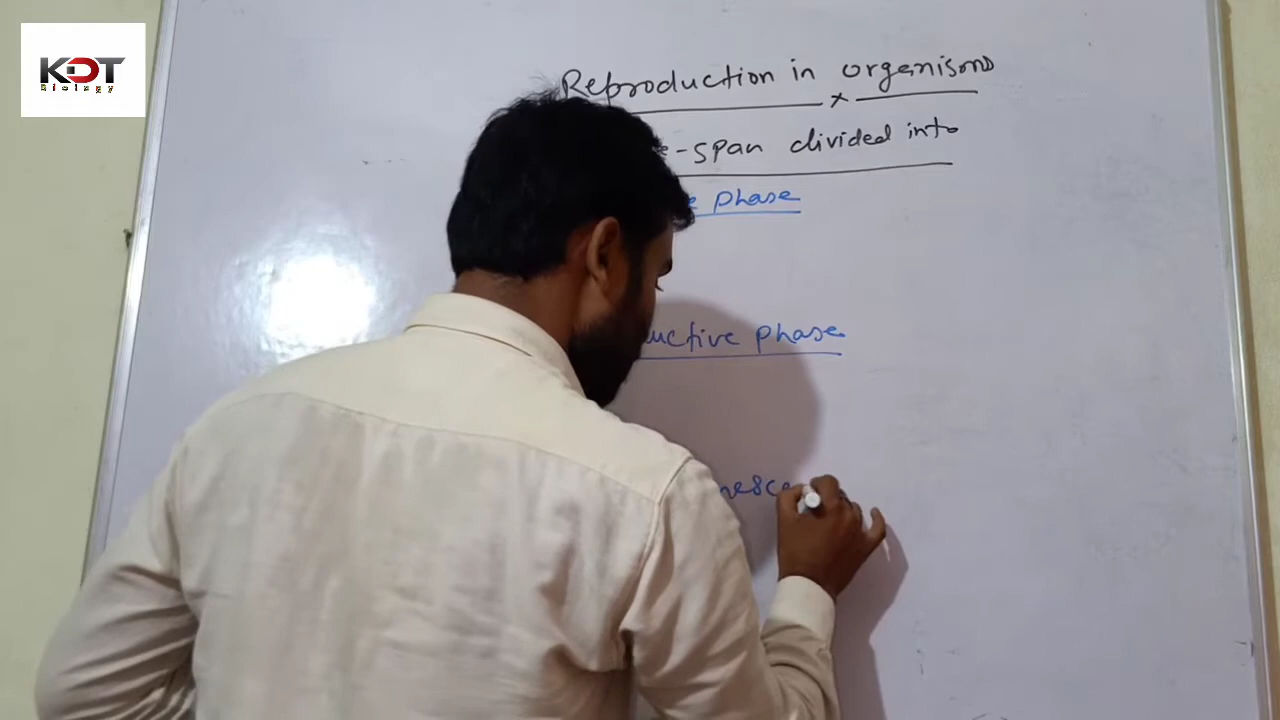 KDT
Biology
Reproduction in organisms
e-span divided into
e phase
uctive phase
nesce